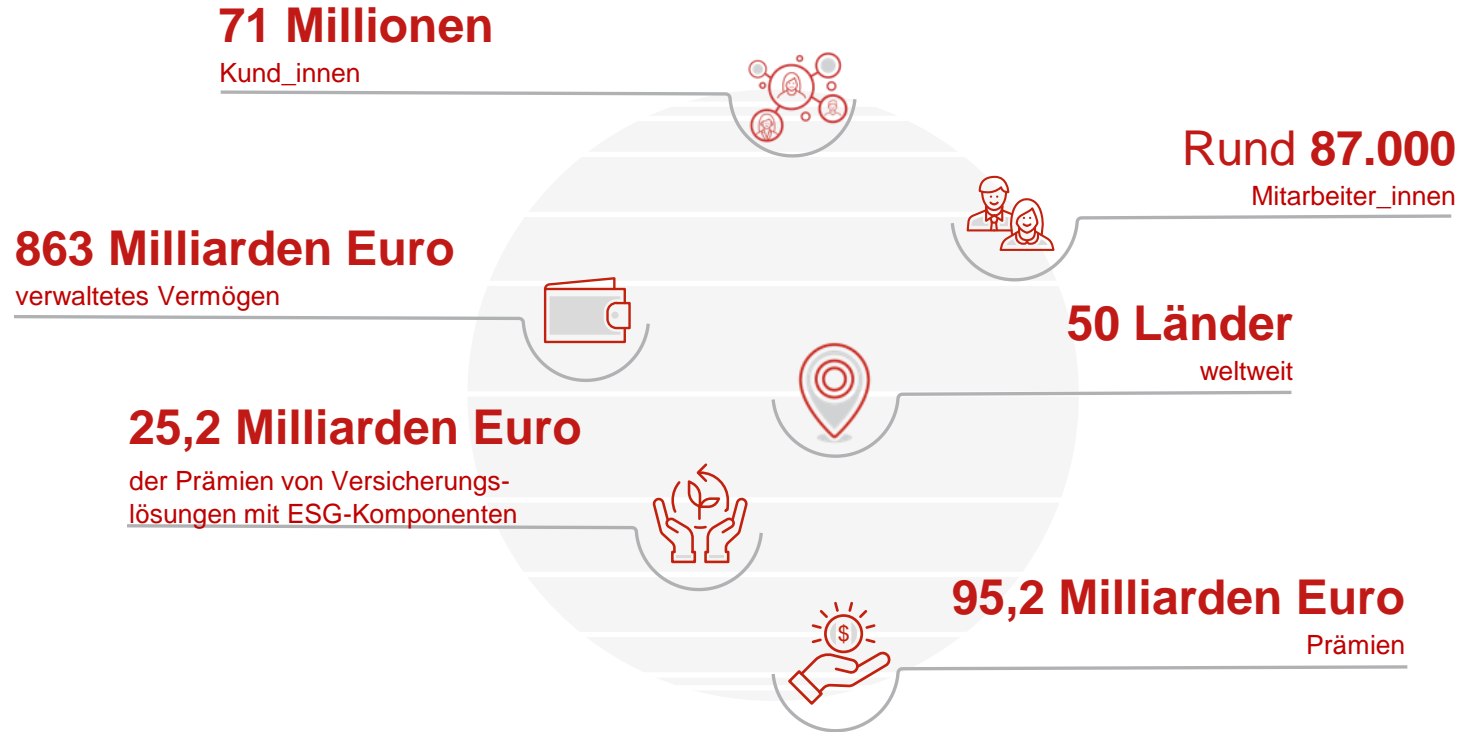 71 Millionen
Kund_innen
Rund 87.000
Mitarbeiter_innen
863 Milliarden Euro
verwaltetes Vermögen
50 Länder
weltweit
25,2 Milliarden Euro
der Prämien von Versicherungs-
lösungen mit ESG-Komponenten
$
95,2 Milliarden Euro
Prämien